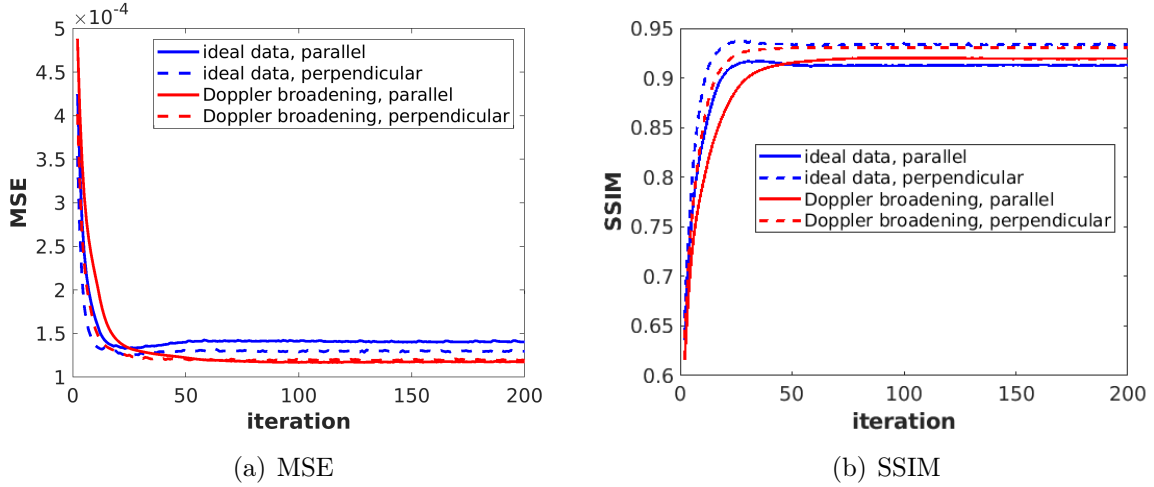 ×10-4
5
4.5
4
3.5
3
2.5
2
1.5
1
MSE
ideal data, parallel
ideal data, perpendicular
Doppler broadening, parallel
Doppler broadening, perpendicular
0
50
100
150
200
iteration
(a) MSE
0.95
0.9
0.85
0.8
0.75
0.7
0.65
0.6
SSIM
ideal data, parallel
ideal data, perpendicular
Doppler broadening, parallel
Doppler broadening, perpendicular
0
50
100
150
200
iteration
(b) SSIM